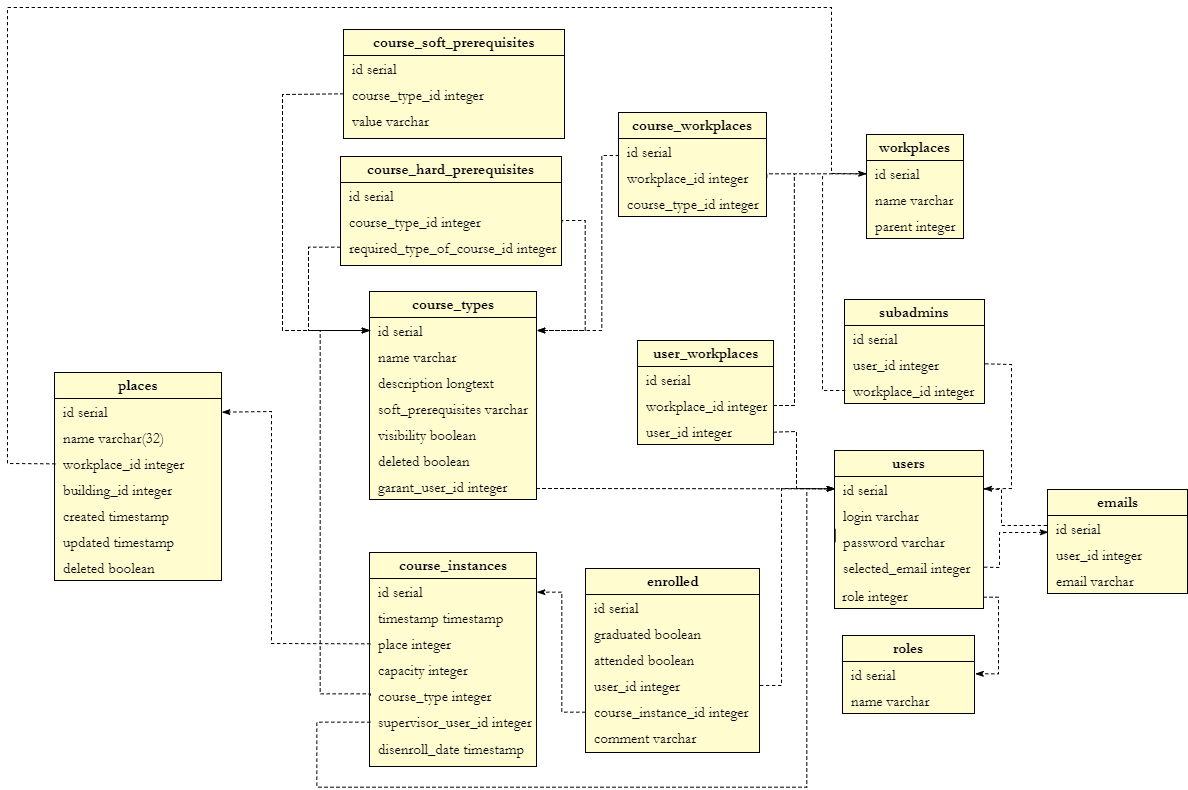 course_soft_prerequisites
id serial
course_type_id integer
value varchar
course_hard_prerequisites
id serial
course_type_id integer
required_type_of_course_id integer
course_workplaces
id serial
workplace_id integer
course_type_id integer
workplaces
id serial
name varchar
parent integer
course_types
id serial
name varchar
description longtext
soft_prerequisites varchar
visibility boolean
deleted boolean
garant_user_id integer
user_workplaces
id serial
workplace_id integer
user_id integer
subadmins
id serial
user_id integer
workplace_id integer
places
id serial
name varchar(32)
workplace_id integer
building_id integer
created timestamp
updated timestamp
deleted boolean
users
id serial
login varchar
password varchar
selected_email integer
role integer
emails
id serial
user_id integer
email varchar
course_instances
id serial
timestamp timestamp
place integer
capacity integer
course_type integer
supervisor_user_id integer
disenroll_date timestamp
enrolled
id serial
graduated boolean
attended boolean
user_id integer
course_instance_id integer
comment varchar
roles
id serial
name varchar